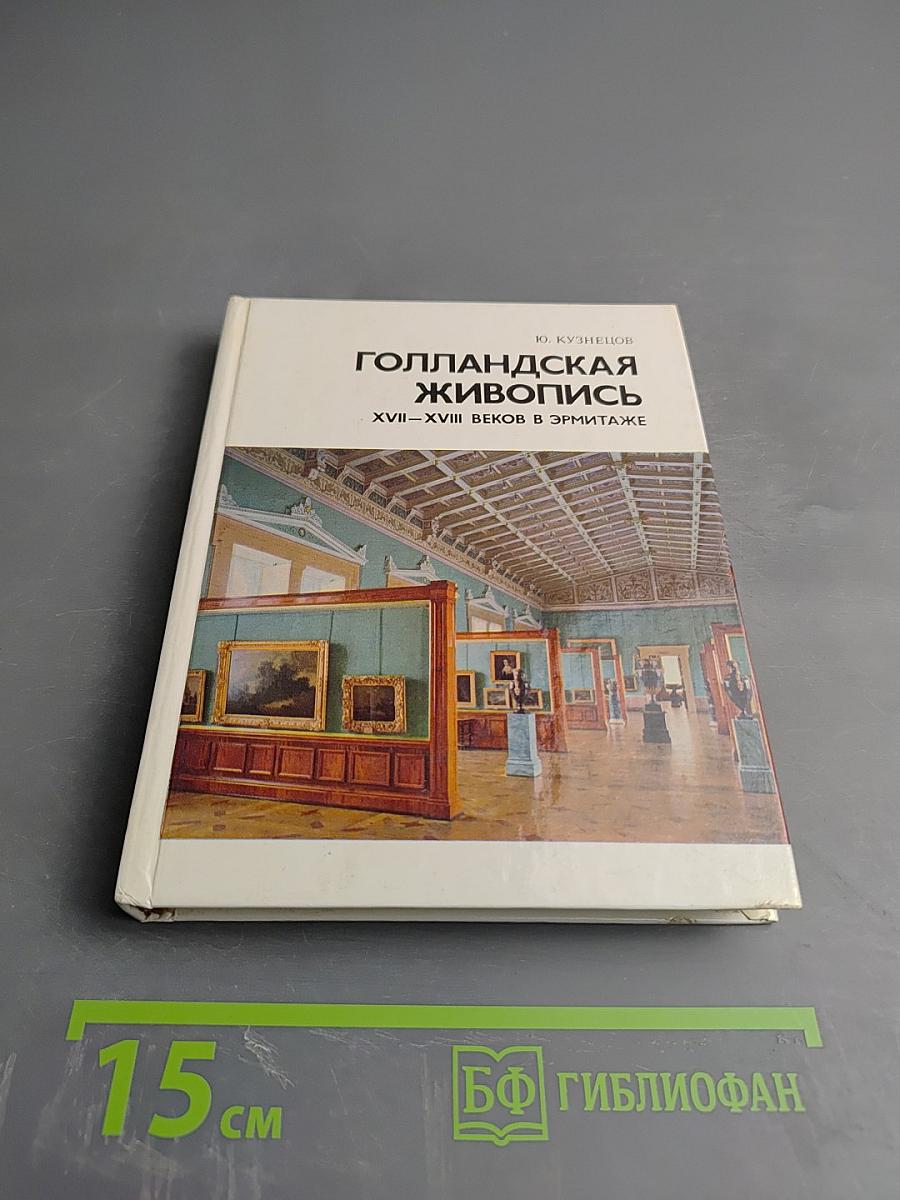 Ю. КУЗНЕЦОВ
ГОЛЛАНДСКАЯ
ЖИВОПИСЬ
XVII—XVIII ВЕКОВ В ЭРМИТАЖЕ
15 см
БФ ГИБЛИОФАН